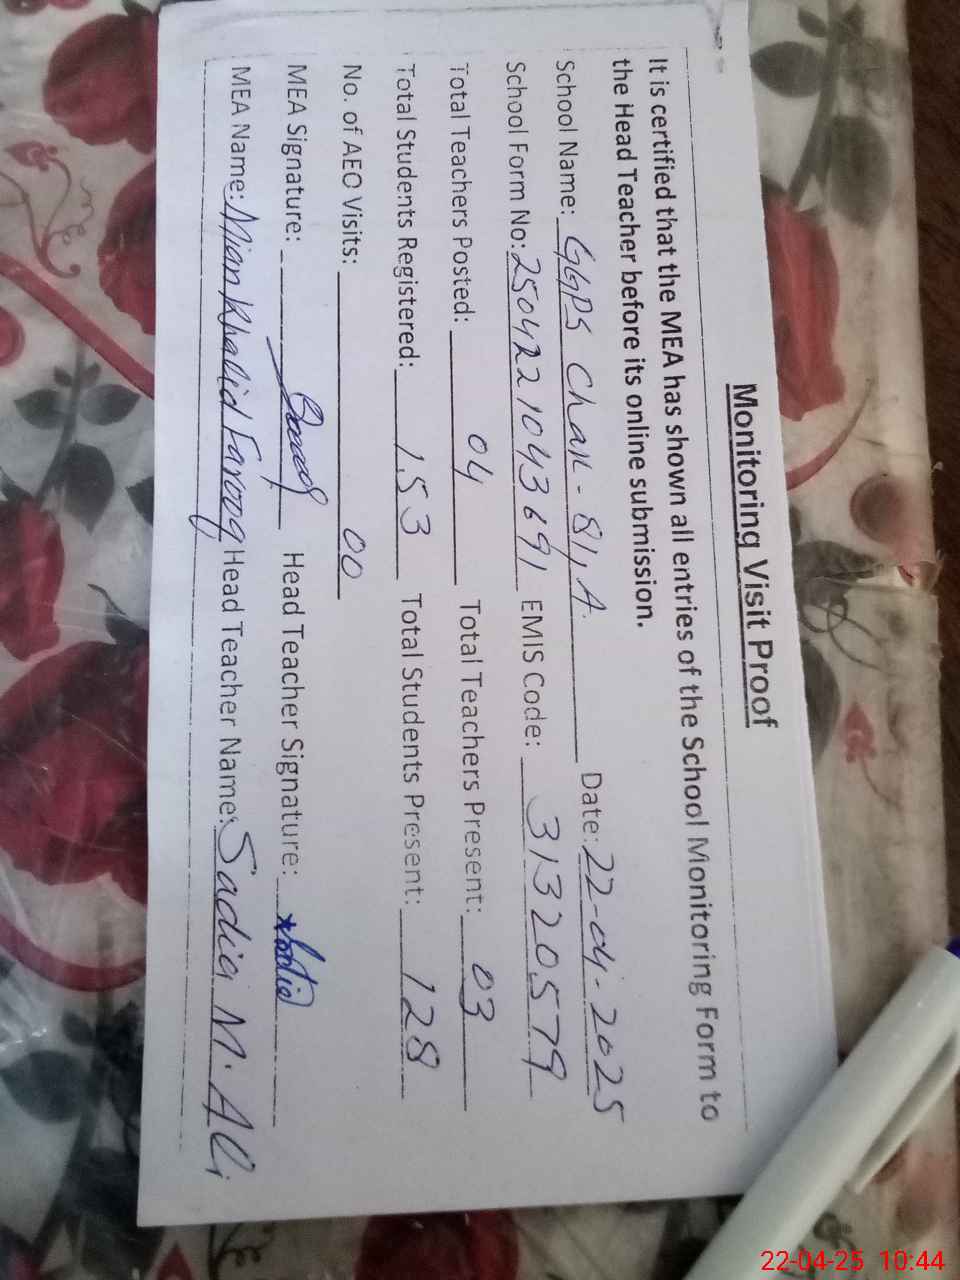 Monitoring Visit Proof
It is certified that the MEA has shown all entries of the School Monitoring Form to
the Head Teacher before its online submission.
School Name: GGPS Chak - 81, A. Date: 22-04-2025
School Form No: 2504221043691 EMIS Code: 31320579
Total Teachers Posted: 04 Total Teachers Present: 03
Total Students Registered: 153 Total Students Present: 128
No. of AEO Visits: 00
MEA Signature: Head Teacher Signature: Sadia
MEA Name: Mian Khalid Farooq Head Teacher Name: Sadia M. Ali
22-04-25 10:44